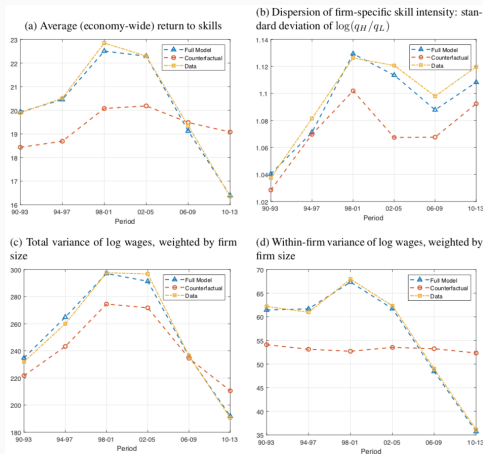 (a) Average (economy-wide) return to skills
23
22
21
20
19
18
17
16
90-93 94-97 98-01 02-05 06-09 10-13
Period
Full Model
Counterfactual
Data
(b) Dispersion of firm-specific skill intensity: stan-
dard deviation of log(q_H/q_L)
1.14
1.12
1.1
1.08
1.06
1.04
1.02
90-93 94-97 98-01 02-05 06-09 10-13
Period
Full Model
Counterfactual
Data
(c) Total variance of log wages, weighted by firm
size
300
280
260
240
220
200
180
90-93 94-97 98-01 02-05 06-09 10-13
Period
Full Model
Counterfactual
Data
(d) Within-firm variance of log wages, weighted by
firm size
70
65
60
55
50
45
40
35
90-93 94-97 98-01 02-05 06-09 10-13
Period
Full Model
Counterfactual
Data